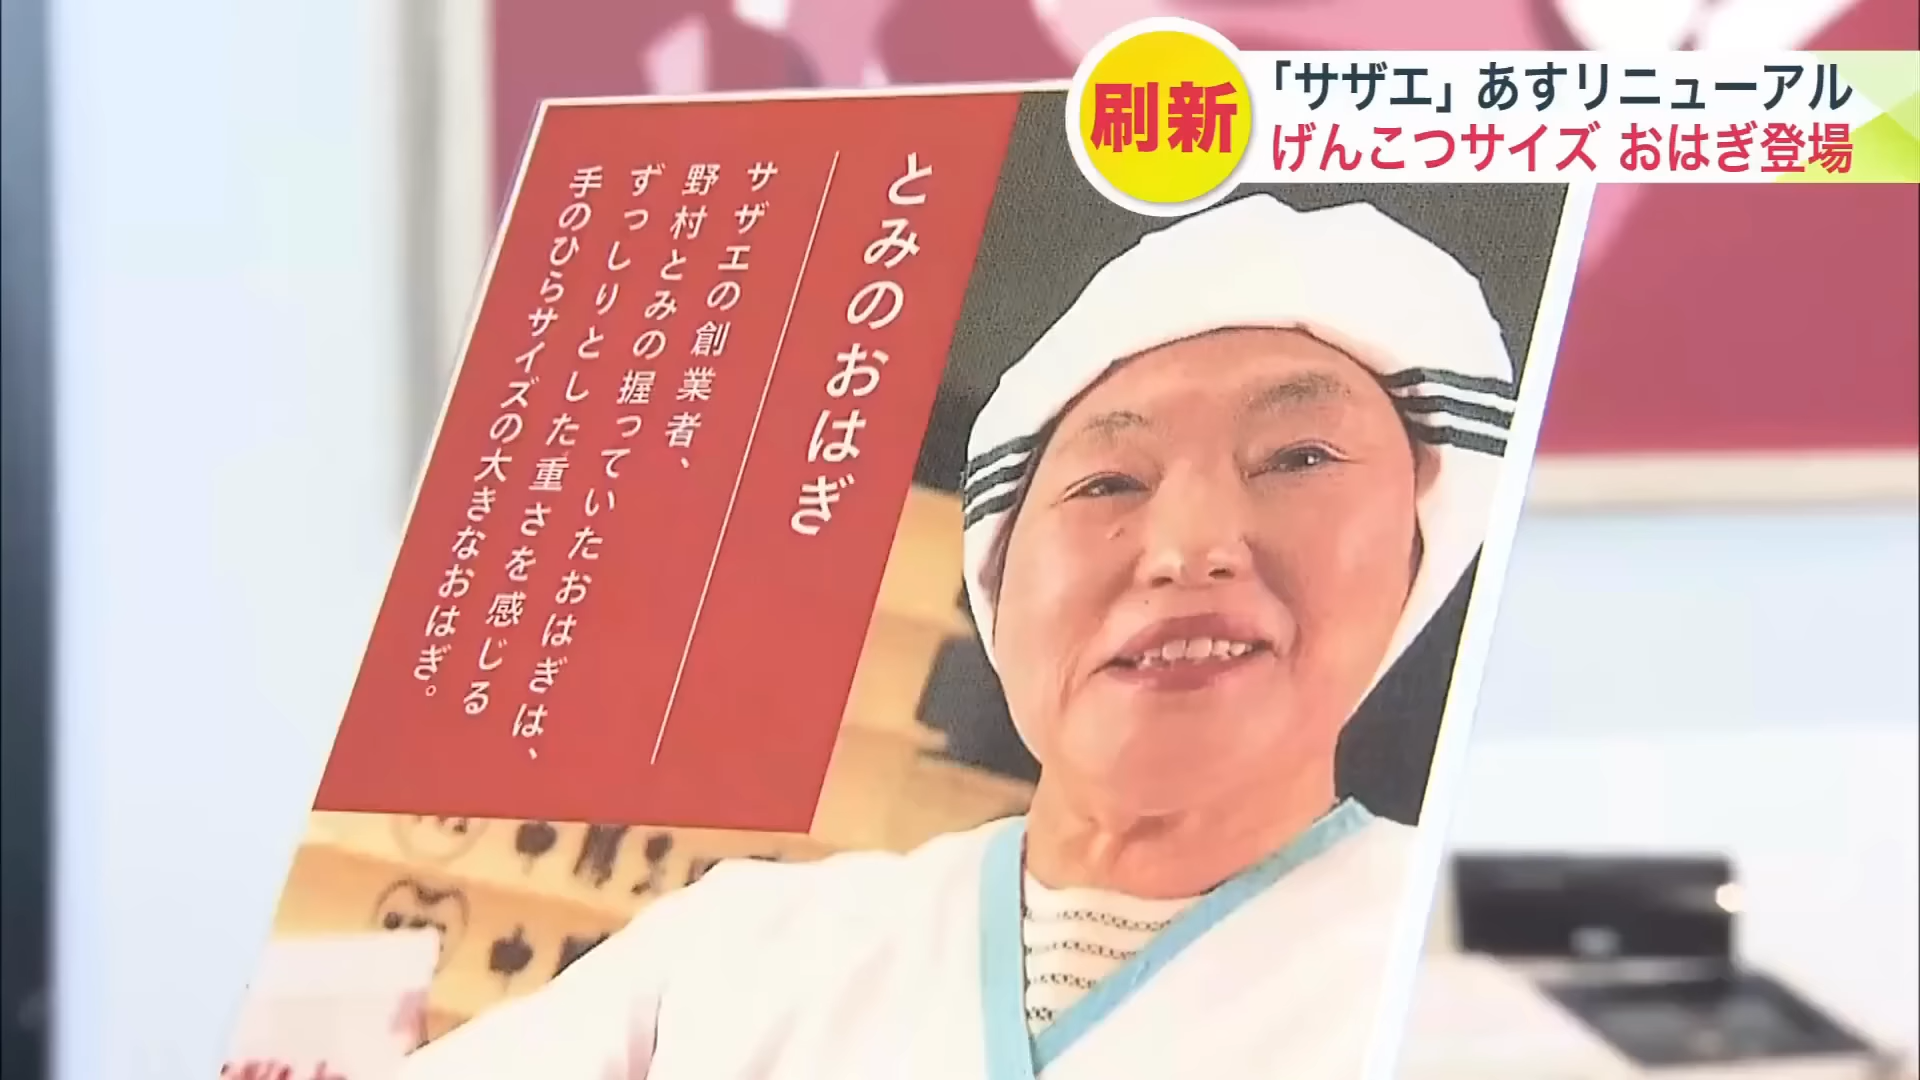 刷新
「サザエ」あすリニューアル
げんこつサイズ おはぎ登場
とみのおはぎ
サザエの創業者、
野村とみの握っていたおはぎは、
ずっしりとした重さを感じる
手のひらサイズの大きなおはぎ。